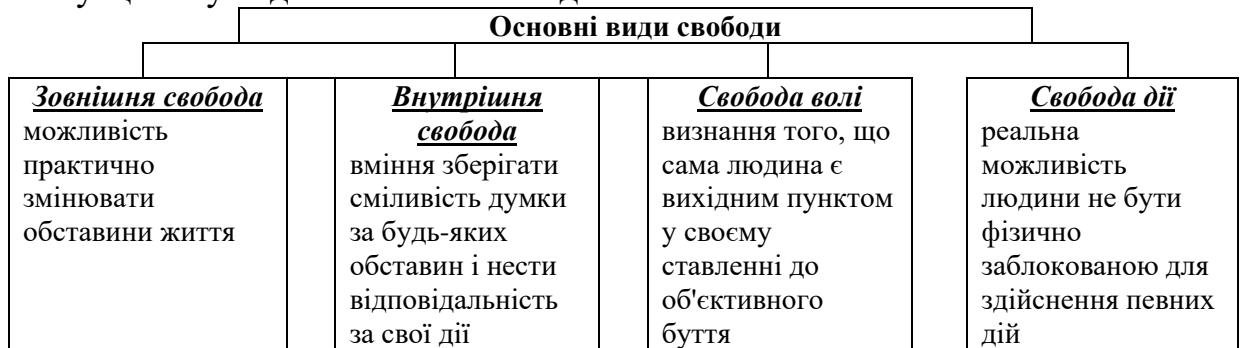 Основні види свободи
Зовнішня свобода
можливість
практично
змінювати
обставини життя
Внутрішня
свобода
вміння зберігати
сміливість думки
за будь-яких
обставин і нести
відповідальність
за свої дії
Свобода волі
визнання того, що
сама людина є
вихідним пунктом
у своєму
ставленні до
об'єктивного
буття
Свобода дії
реальна
можливість
людини не бути
фізично
заблокованою для
здійснення певних
дій